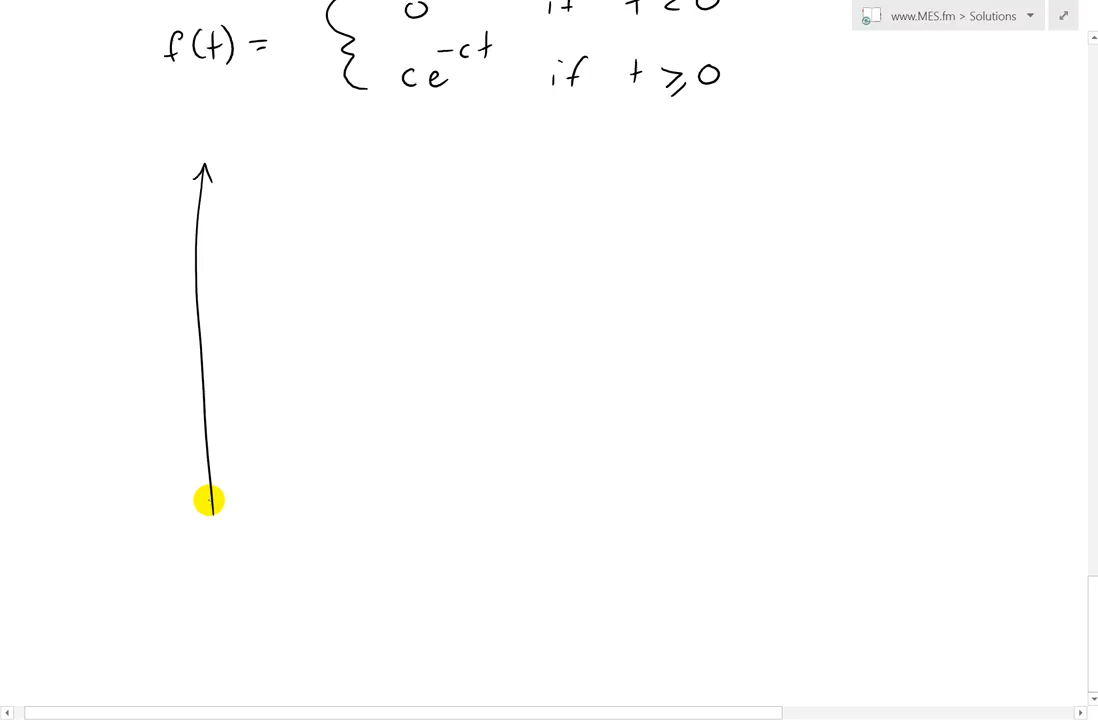 www.MES.fm > Solutions
0 if t < 0
f(t) =
ce^{-ct} if t ⩾ 0